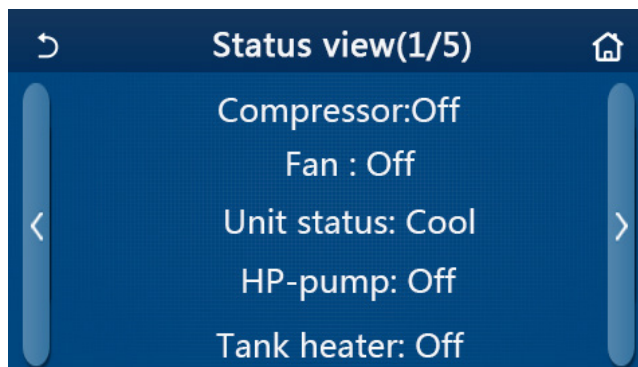 Status view(1/5)
Compressor:Off
Fan : Off
Unit status: Cool
HP-pump: Off
Tank heater: Off